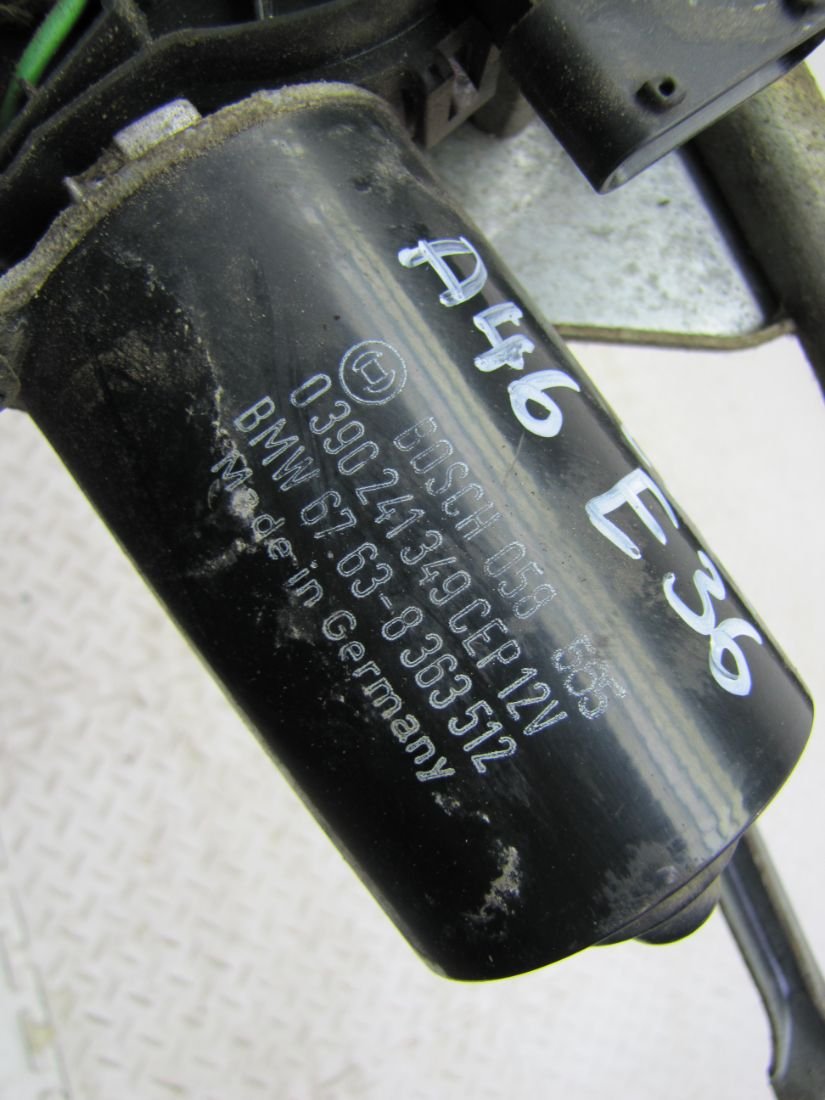 A46 E36
BOSCH 058 585
0 390 241 349 CEP 12V
BMW 67.63-8 363 512
Made in Germany